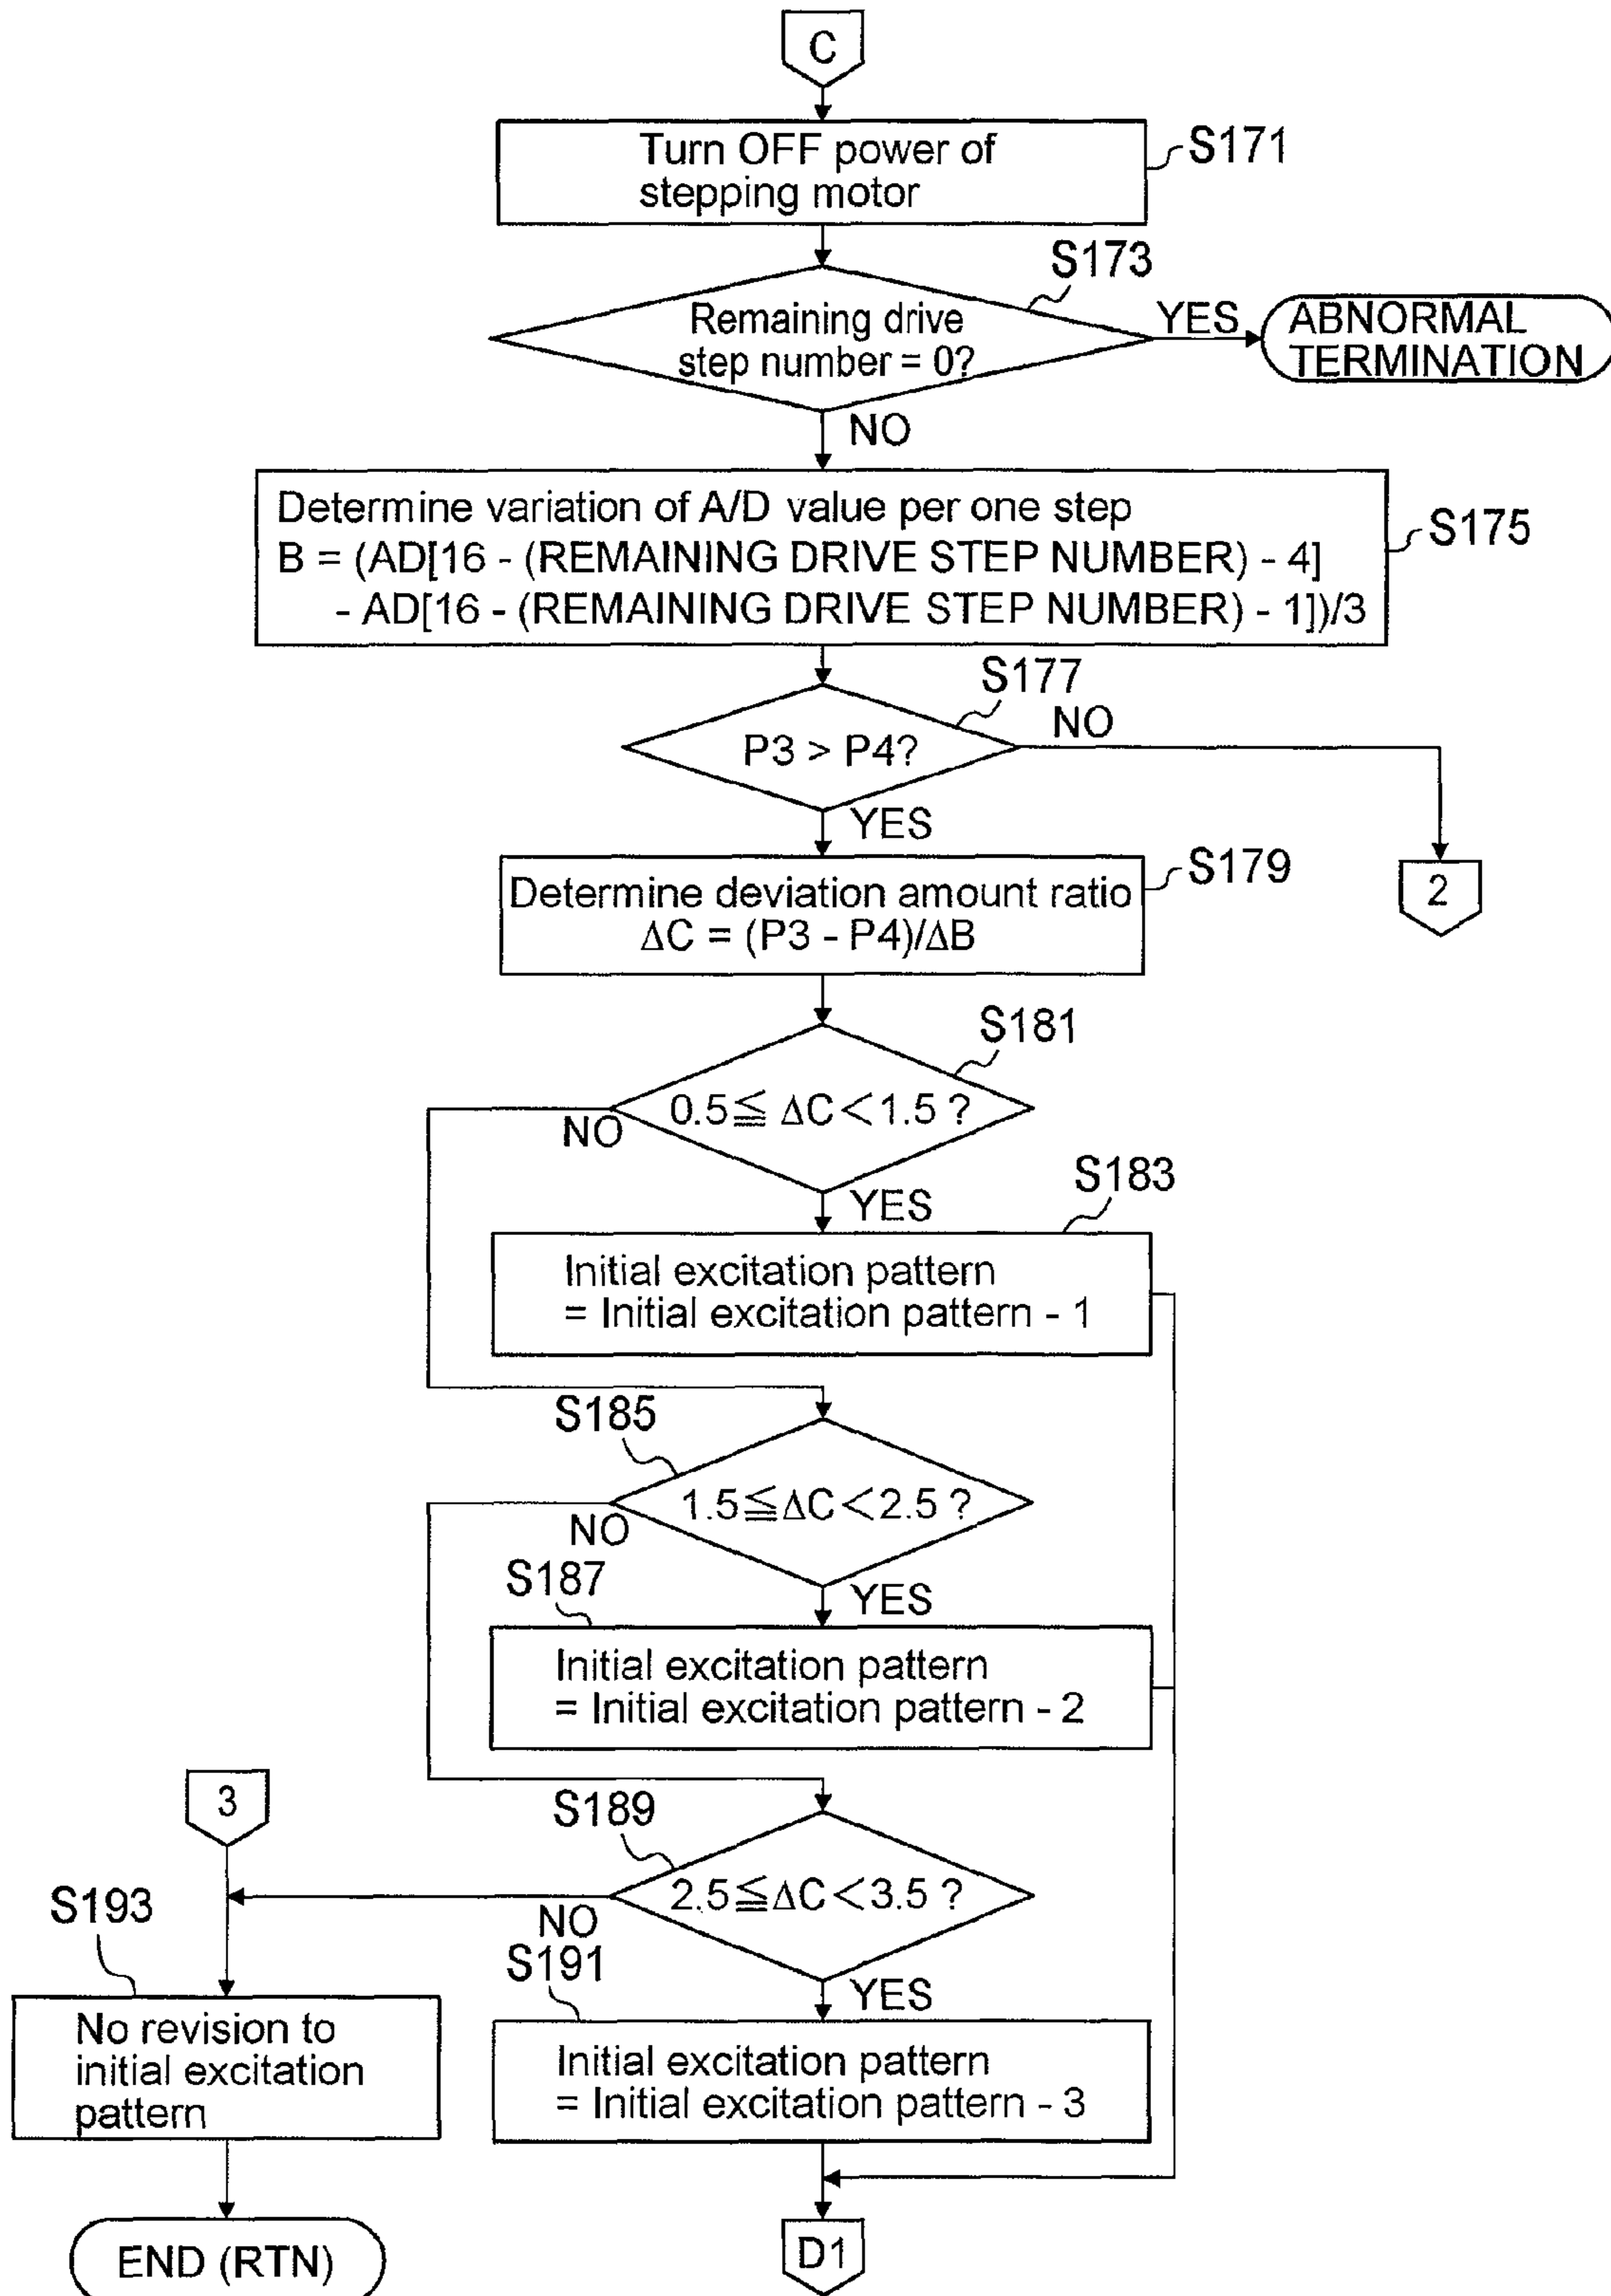 C
Turn OFF power of
stepping motor
S171
S173
Remaining drive
step number = 0?
YES
ABNORMAL
TERMINATION
NO
Determine variation of A/D value per one step
B = (AD[16 - (REMAINING DRIVE STEP NUMBER) - 4]
- AD[16 - (REMAINING DRIVE STEP NUMBER) - 1])/3
S175
S177
P3 > P4?
NO
YES
2
Determine deviation amount ratio
ΔC = (P3 - P4)/ΔB
S179
S181
0.5≦ ΔC<1.5 ?
NO
YES
S183
Initial excitation pattern
= Initial excitation pattern - 1
S185
1.5≦ΔC<2.5 ?
NO
YES
S187
Initial excitation pattern
= Initial excitation pattern - 2
3
S189
2.5≦ΔC<3.5 ?
NO
YES
S193
No revision to
initial excitation
pattern
S191
Initial excitation pattern
= Initial excitation pattern - 3
END (RTN)
D1